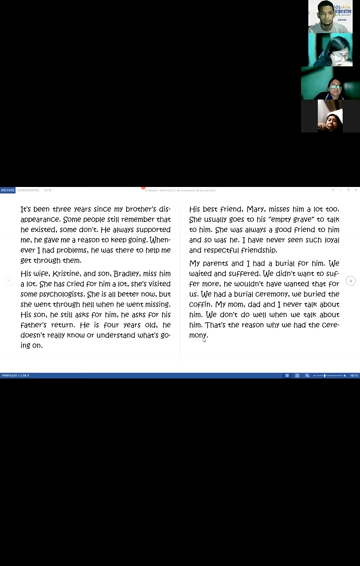 It's been three years since my brother's dis-
appearance. Some people still remember that
he existed, some don't. He always supported
me, he gave me a reason to keep going. When-
ever I had problems, he was there to help me
get through them.
His wife, Kristine, and son, Bradley, miss him
a lot. She has cried for him a lot, she's visited
some psychologists. She is all better now, but
she went through hell when he went missing.
His son, he still asks for him, he asks for his
father's return. He is four years old, he
doesn't really know or understand what's go-
ing on.
His best friend, Mary, misses him a lot too.
She usually goes to his "empty grave" to talk
to him. She was always a good friend to him
and so was he. I have never seen such loyal
and respectful friendship.
My parents and I had a burial for him. We
waited and suffered. We didn't want to suf-
fer more, he wouldn't have wanted that for
us. We had a burial ceremony, we buried the
coffin. My mom, dad and I never talk about
him. We don't do well when we talk about
him. That's the reason why we had the cere-
mony.